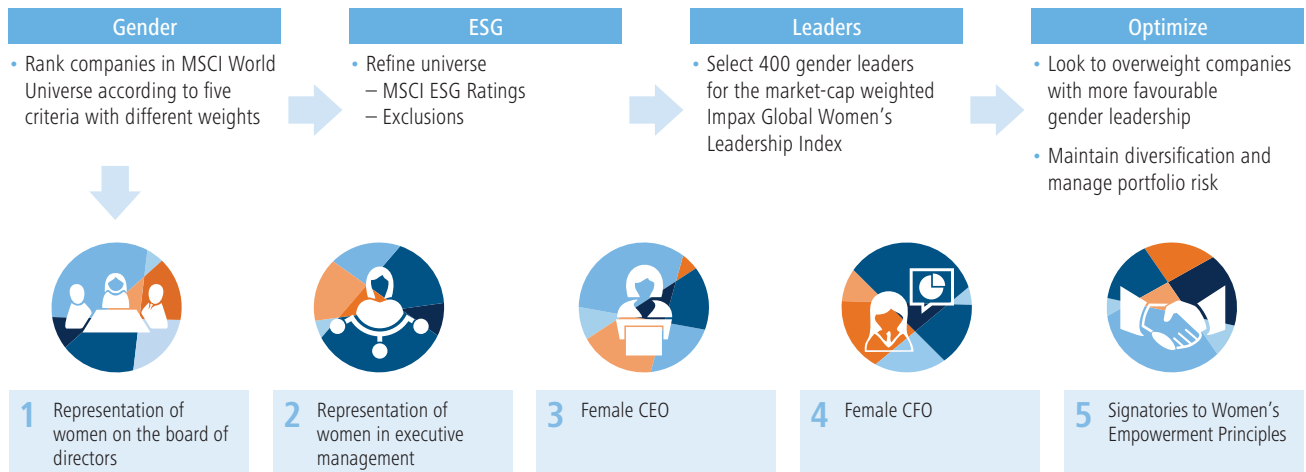 Gender
• Rank companies in MSCI World
Universe according to five
criteria with different weights
ESG
• Refine universe
– MSCI ESG Ratings
– Exclusions
Leaders
• Select 400 gender leaders
for the market-cap weighted
Impax Global Women's
Leadership Index
Optimize
• Look to overweight companies
with more favourable
gender leadership
• Maintain diversification and
manage portfolio risk
1 Representation of
women on the board of
directors
2 Representation of
women in executive
management
3 Female CEO
4 Female CFO
5 Signatories to Women's
Empowerment Principles